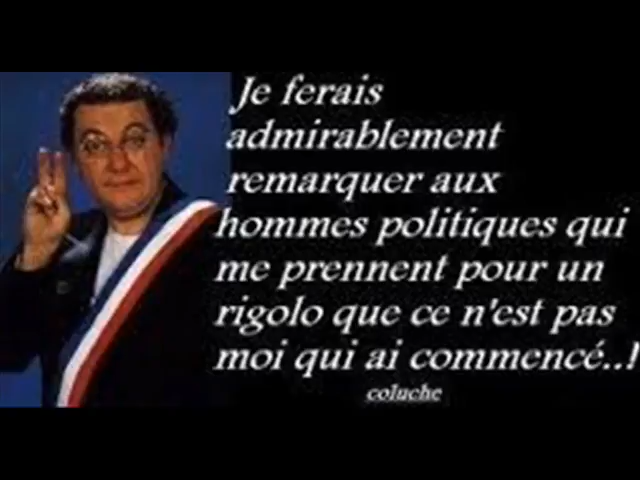 Je ferais
admirablement
remarquer aux
hommes politiques qui
me prennent pour un
rigolo que ce n'est pas
moi qui ai commencé..!
coluche